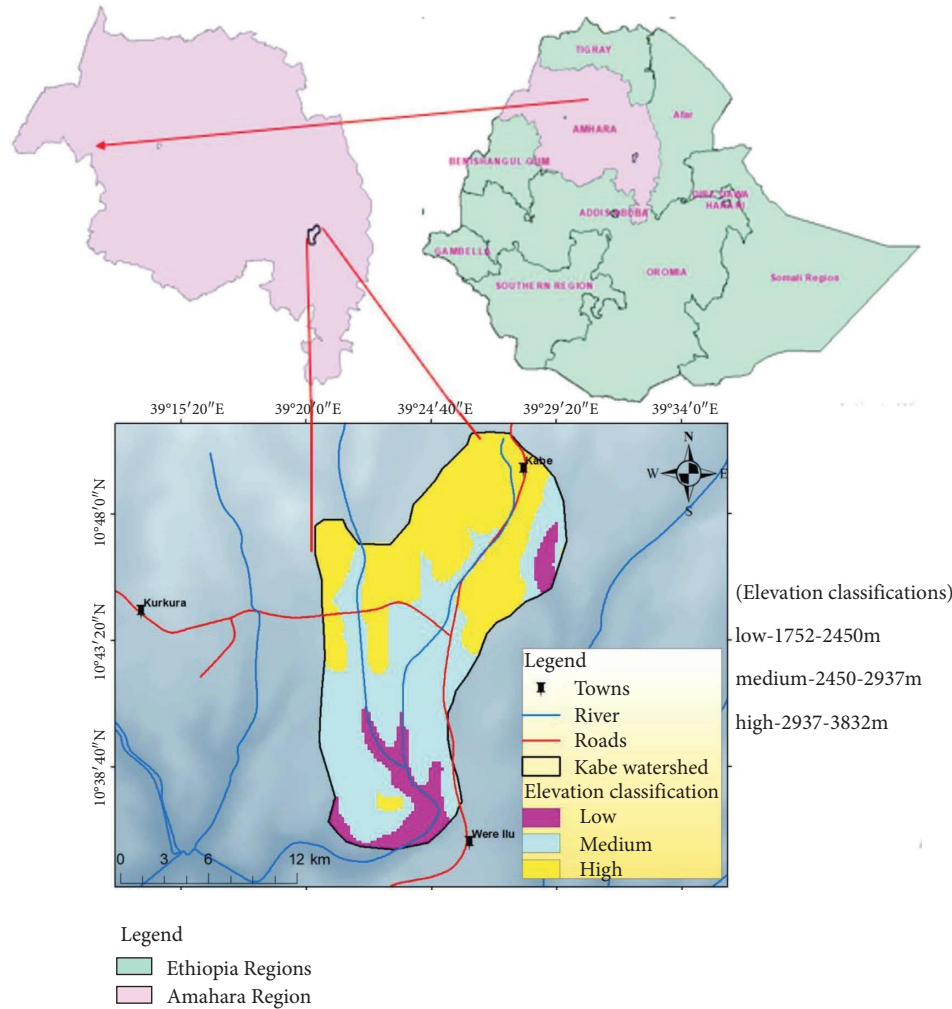 TIGRAY
Afar
AMHARA
BENISHANGUL GUM
HARARI
ADDIS ABOBA
GAMBELLA
OROMIA
SOUTHERN REGION
Somali Region
39°15′20″E
39°20′0″E
39°24′40″E
39°29′20″E
39°34′0″E
N
W
E
S
Kabe
10°48′0″N
Kurkura
10°43′20″N
10°38′40″N
Were Ilu
0 3 6 12 km
Legend
Towns
River
Roads
Kabe watershed
Elevation classification
Low
Medium
High
(Elevation classifications)
low-1752-2450m
medium-2450-2937m
high-2937-3832m
Legend
Ethiopia Regions
Amahara Region